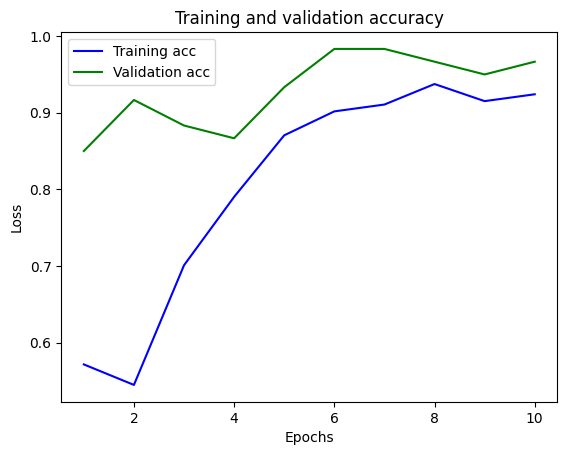 Training and validation accuracy
Training acc
Validation acc
1.0
0.9
0.8
0.7
0.6
Loss
2
4
6
8
10
Epochs